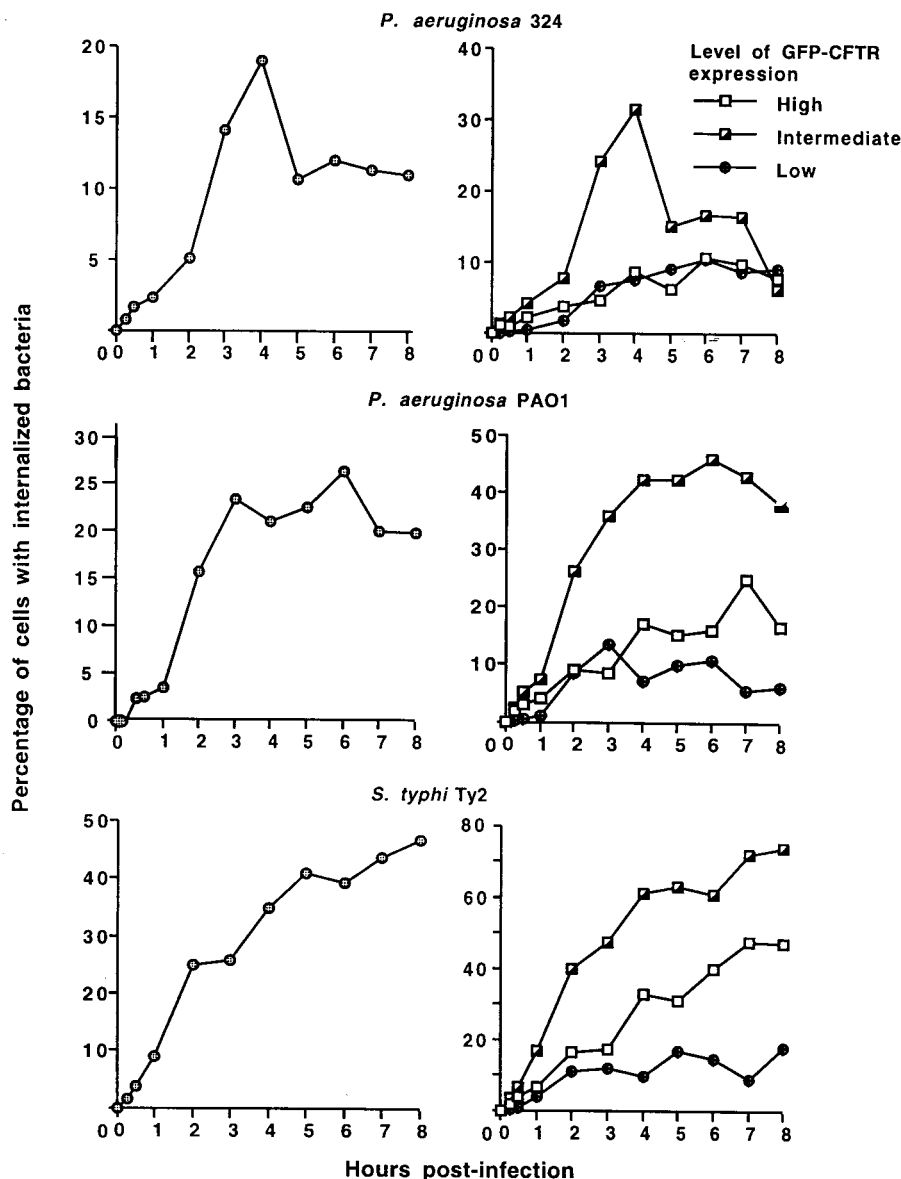 P. aeruginosa 324
20
15
10
5
0
0 1 2 3 4 5 6 7 8
40
30
20
10
0
0 1 2 3 4 5 6 7 8
Level of GFP-CFTR
expression
High
Intermediate
Low
Percentage of cells with internalized bacteria
P. aeruginosa PAO1
30
25
20
15
10
5
0
0 1 2 3 4 5 6 7 8
50
40
30
20
10
0
0 1 2 3 4 5 6 7 8
S. typhi Ty2
50
40
30
20
10
0
0 1 2 3 4 5 6 7 8
80
60
40
20
0
0 1 2 3 4 5 6 7 8
Hours post-infection